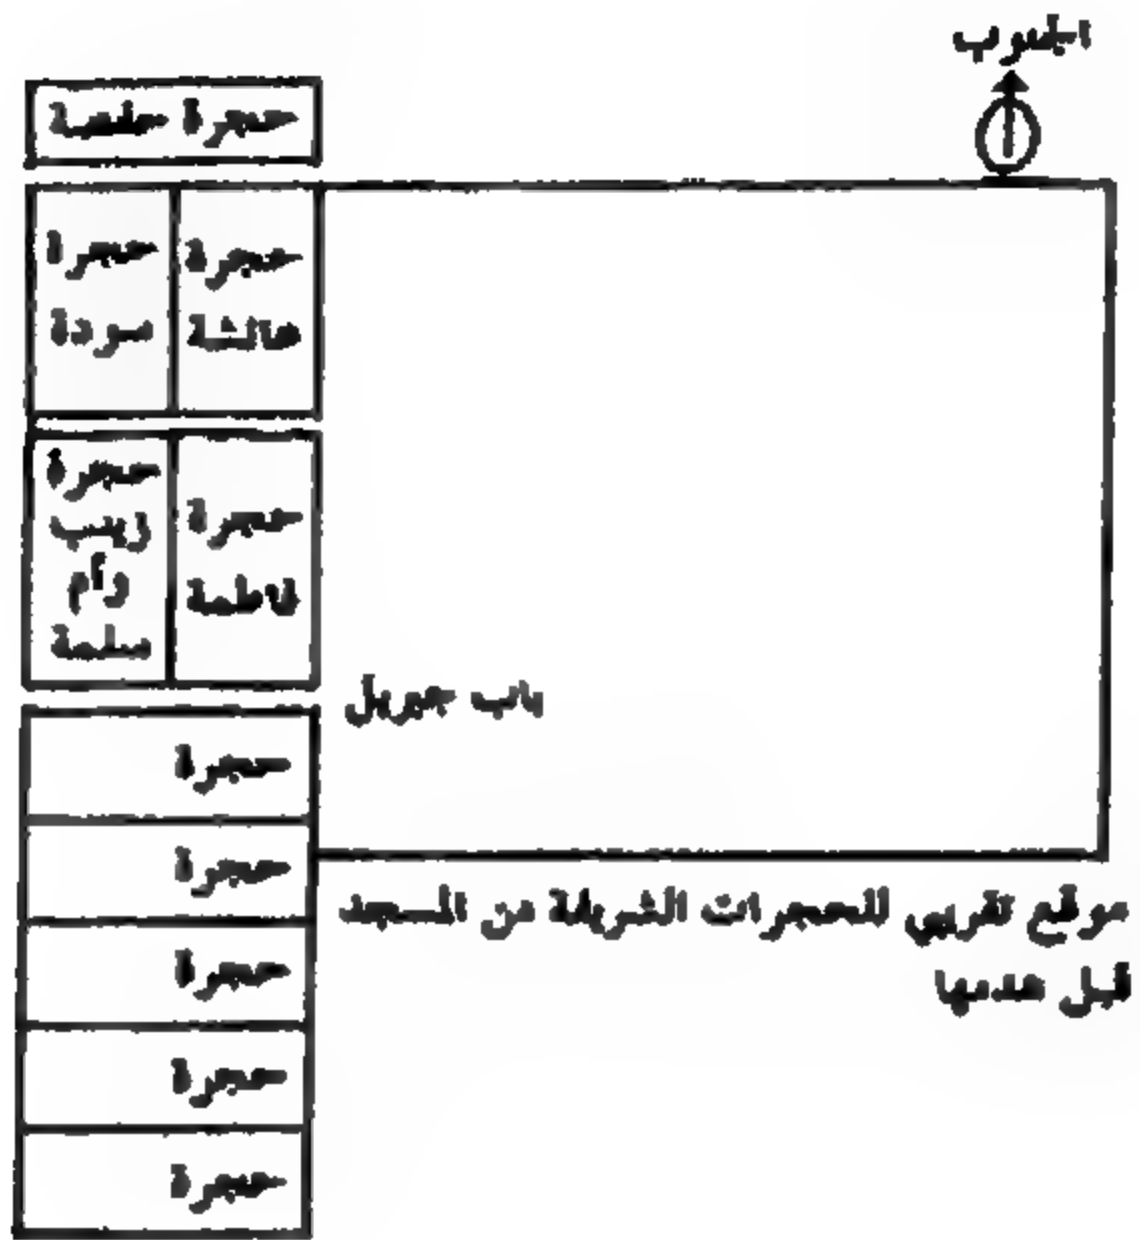 الجنوب
حجرة حفصة
حجرة
عائشة
حجرة
سودة
حجرة
فاطمة
حجرة
زينب
وأم
سلمة
باب جبريل
حجرة
حجرة
حجرة
حجرة
حجرة
موقع تقريبي للحجرات الشريفة من المسجد
قبل هدمها